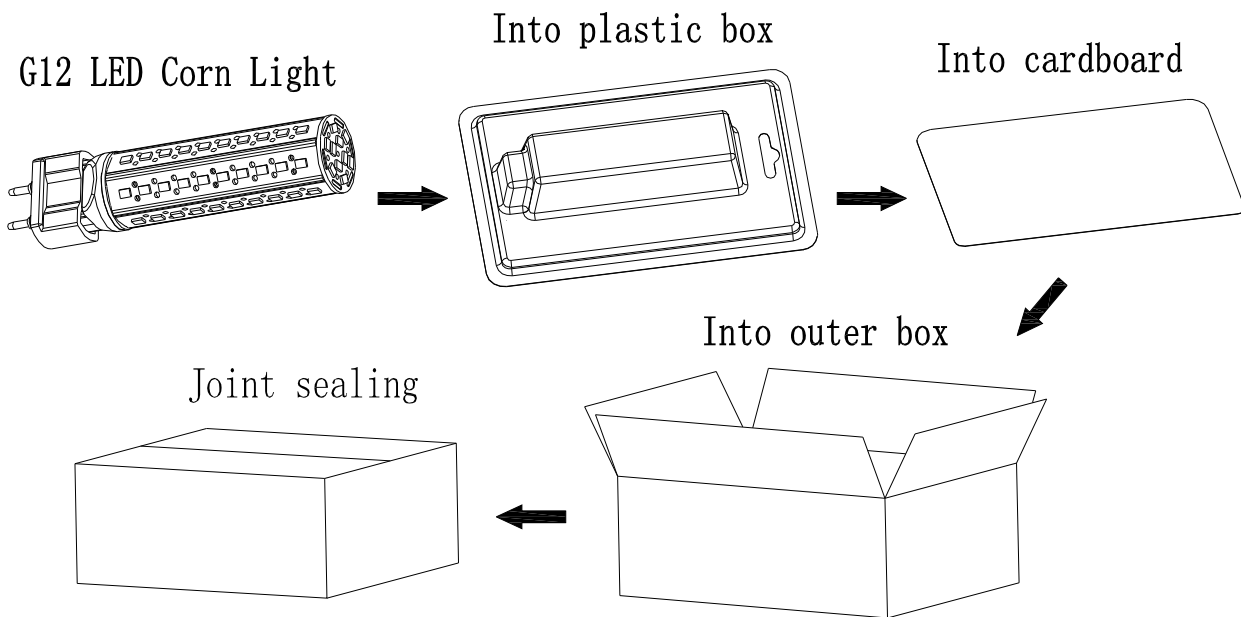 G12 LED Corn Light
Into plastic box
Into cardboard
Into outer box
Joint sealing